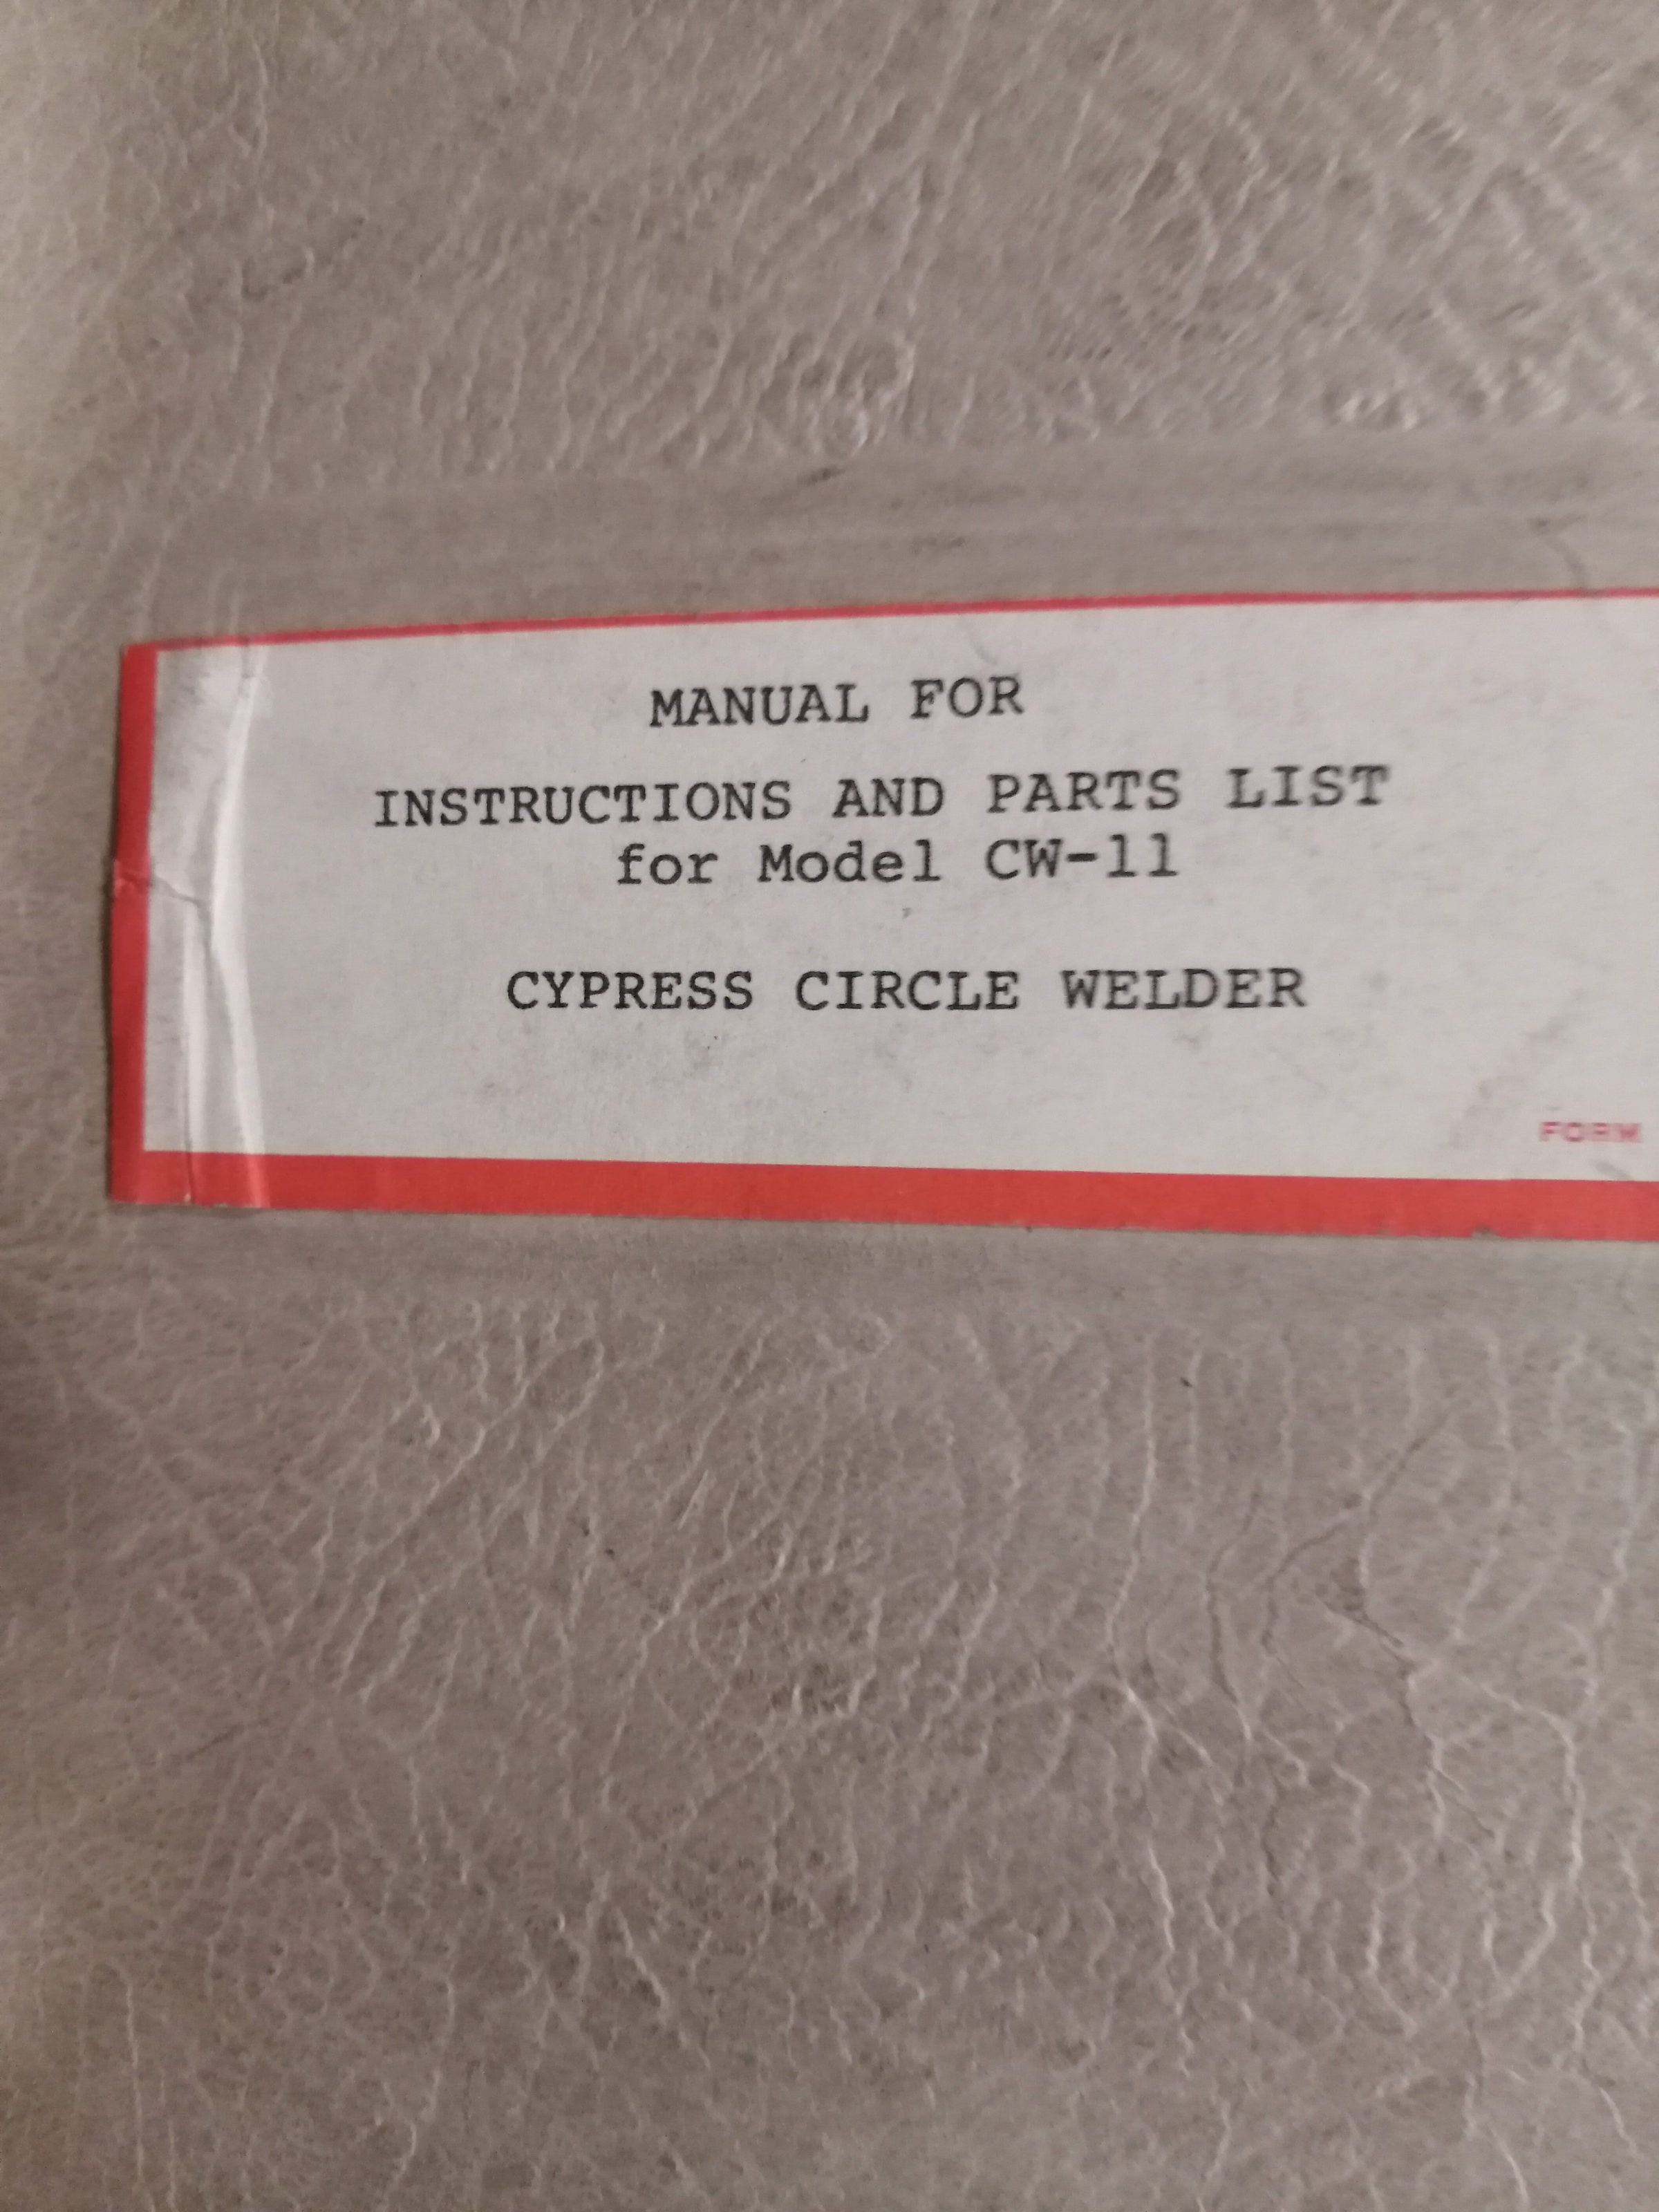 MANUAL FOR
INSTRUCTIONS AND PARTS LIST
for Model CW-11
CYPRESS CIRCLE WELDER
FORM